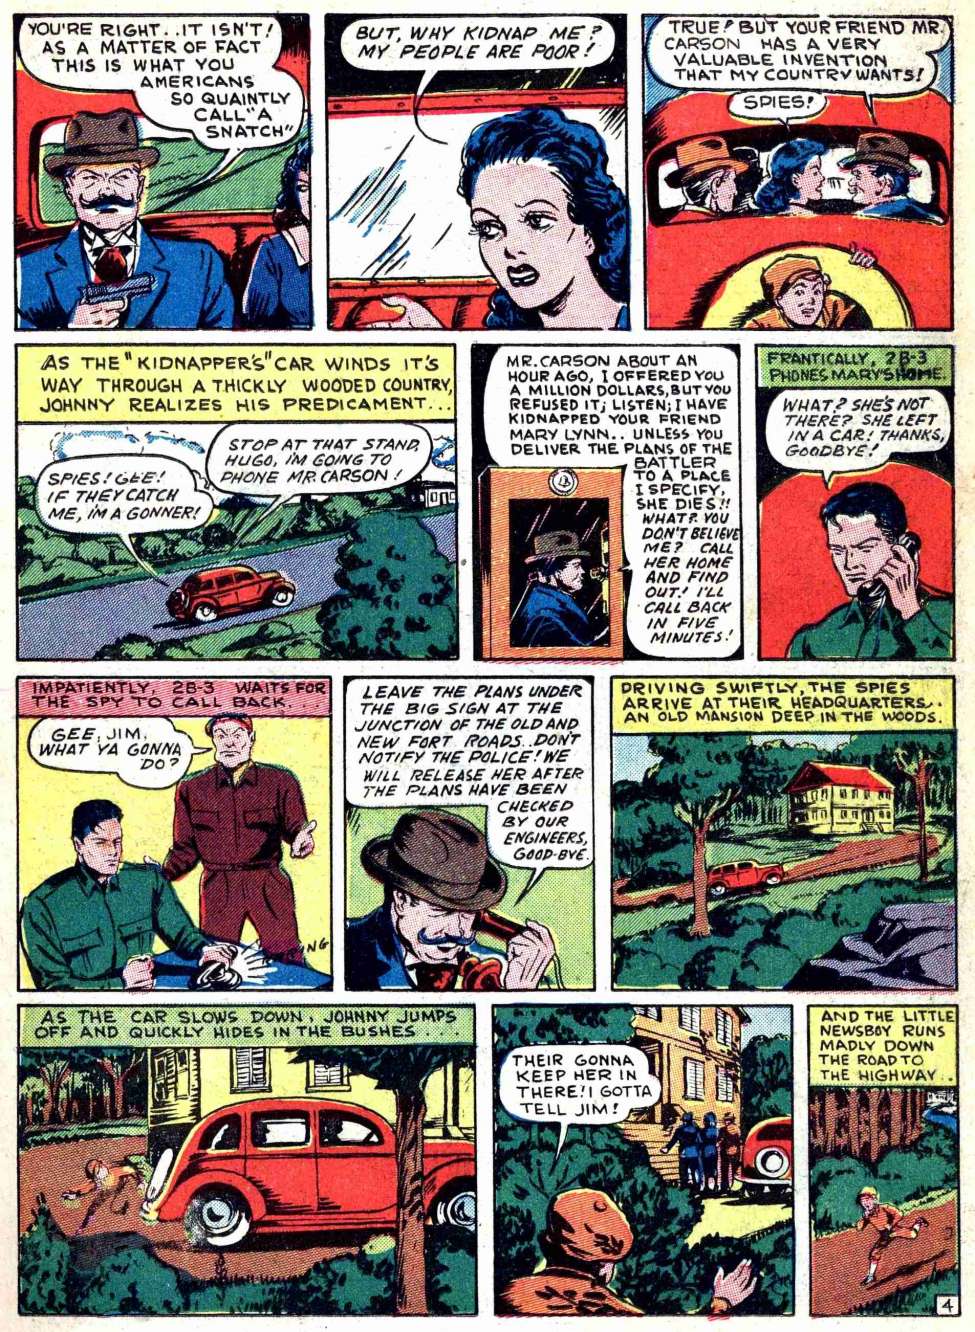 YOU'RE RIGHT..IT ISN'T!
AS A MATTER OF FACT
THIS IS WHAT YOU
AMERICANS
SO QUAINTLY
CALL "A
SNATCH"
BUT, WHY KIDNAP ME?
MY PEOPLE ARE POOR!
TRUE! BUT YOUR FRIEND MR.
CARSON HAS A VERY
VALUABLE INVENTION
THAT MY COUNTRY WANTS!
SPIES!
AS THE "KIDNAPPER'S" CAR WINDS IT'S
WAY THROUGH A THICKLY WOODED COUNTRY,
JOHNNY REALIZES HIS PREDICAMENT...
SPIES! GEE!
IF THEY CATCH
ME, I'M A GONNER!
STOP AT THAT STAND,
HUGO, I'M GOING TO
PHONE MR. CARSON!
MR. CARSON ABOUT AN
HOUR AGO, I OFFERED YOU
A MILLION DOLLARS, BUT YOU
REFUSED IT; LISTEN; I HAVE
KIDNAPPED YOUR FRIEND
MARY LYNN.. UNLESS YOU
DELIVER THE PLANS OF THE
BATTLER
TO A PLACE
I SPECIFY,
SHE DIES!!
WHAT? YOU
DON'T BELIEVE
ME? CALL
HER HOME
AND FIND
OUT! I'LL
CALL BACK
IN FIVE
MINUTES!
FRANTICALLY, 2B-3
PHONES MARY'S HOME.
WHAT? SHE'S NOT
THERE? SHE LEFT
IN A CAR! THANKS,
GOODBYE!
IMPATIENTLY, 2B-3 WAITS FOR
THE SPY TO CALL BACK...
GEE, JIM,
WHAT YA GONNA
DO?
LEAVE THE PLANS UNDER
THE BIG SIGN AT THE
JUNCTION OF THE OLD AND
NEW FORT ROADS..DON'T
NOTIFY THE POLICE! WE
WILL RELEASE HER AFTER
THE PLANS HAVE BEEN
CHECKED
BY OUR
ENGINEERS,
GOOD-BYE.
DRIVING SWIFTLY, THE SPIES
ARRIVE AT THEIR HEADQUARTERS..
AN OLD MANSION DEEP IN THE WOODS.
AS THE CAR SLOWS DOWN, JOHNNY JUMPS
OFF AND QUICKLY HIDES IN THE BUSHES...
THEIR GONNA
KEEP HER IN
THERE! I GOTTA
TELL JIM!
AND THE LITTLE
NEWSBOY RUNS
MADLY DOWN
THE ROAD TO
THE HIGHWAY..
4